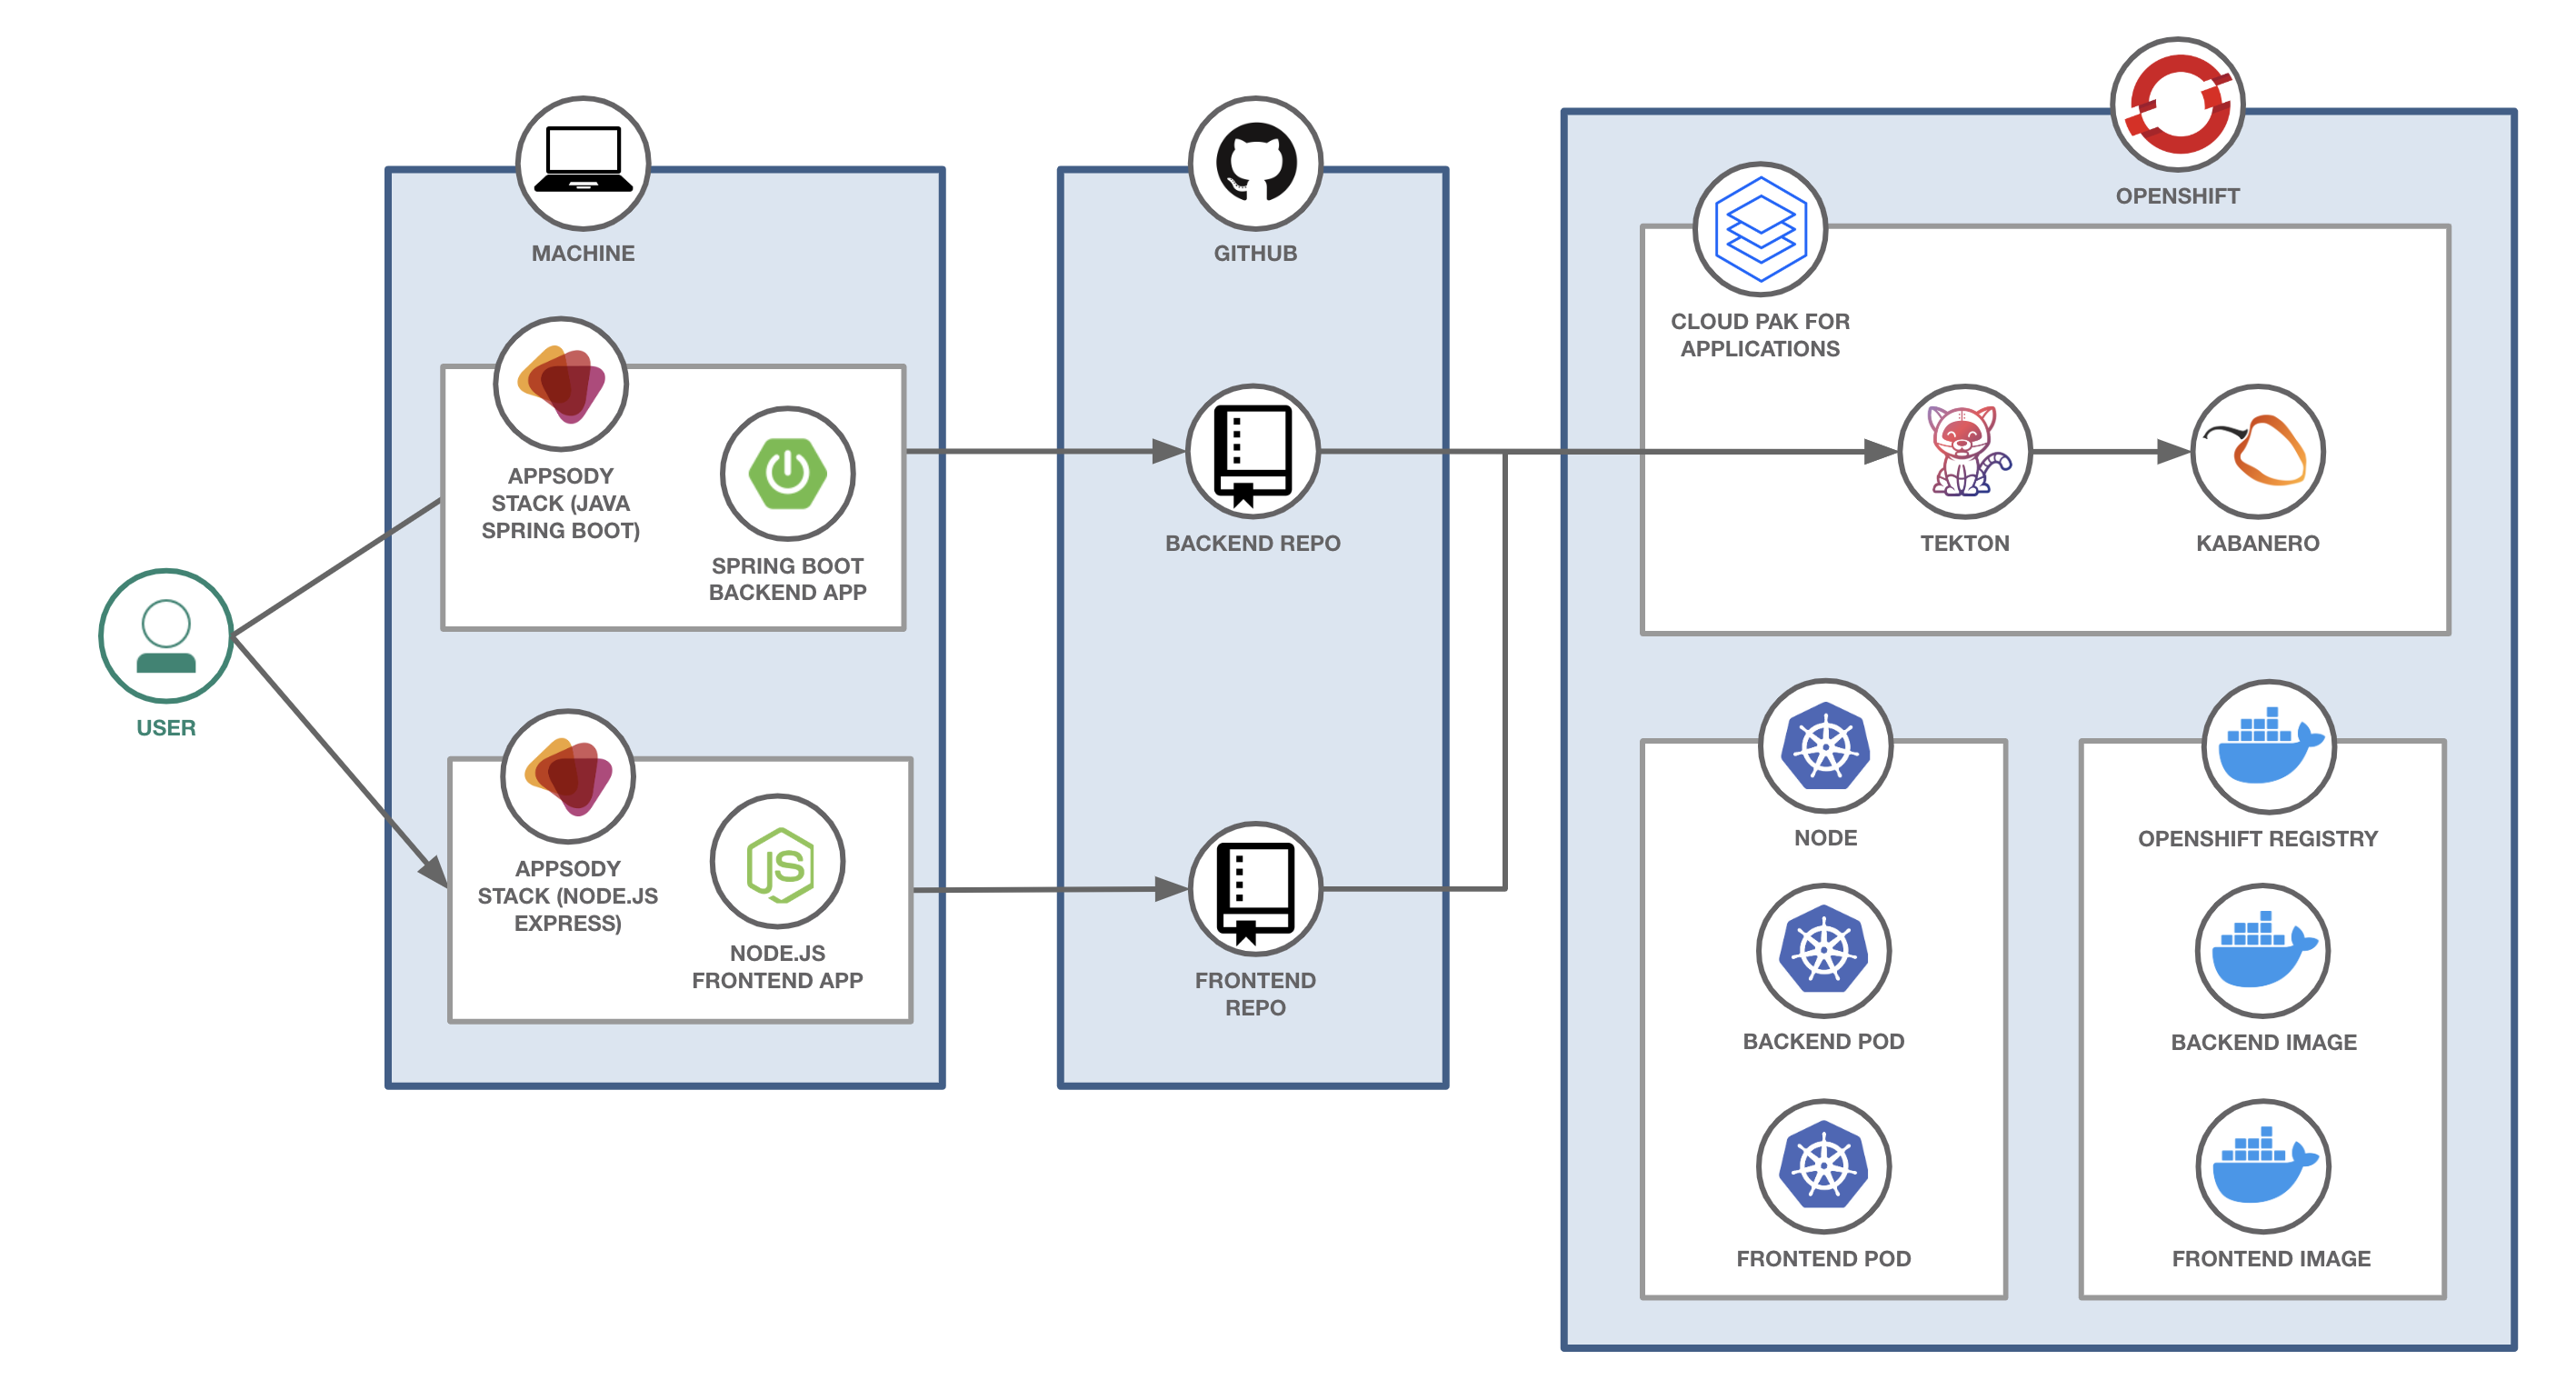 MACHINE
APPSODY
STACK (JAVA
SPRING BOOT)
SPRING BOOT
BACKEND APP
USER
APPSODY
STACK (NODE.JS
EXPRESS)
JS
NODE.JS
FRONTEND APP
GITHUB
BACKEND REPO
FRONTEND
REPO
OPENSHIFT
CLOUD PAK FOR
APPLICATIONS
TEKTON
KABANERO
NODE
BACKEND POD
FRONTEND POD
OPENSHIFT REGISTRY
BACKEND IMAGE
FRONTEND IMAGE